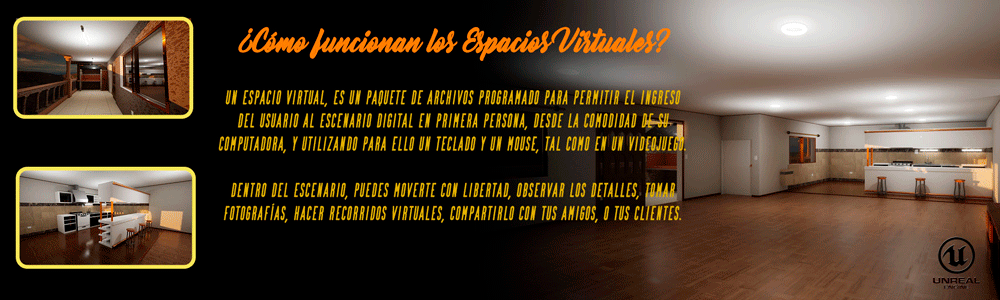 ¿Cómo funcionan los Espacios Virtuales?
UN ESPACIO VIRTUAL, ES UN PAQUETE DE ARCHIVOS PROGRAMADO PARA PERMITIR EL INGRESO
DEL USUARIO AL ESCENARIO DIGITAL EN PRIMERA PERSONA, DESDE LA COMODIDAD DE SU
COMPUTADORA, Y UTILIZANDO PARA ELLO UN TECLADO Y UN MOUSE, TAL COMO EN UN VIDEOJUEGO.
DENTRO DEL ESCENARIO, PUEDES MOVERTE CON LIBERTAD, OBSERVAR LOS DETALLES, TOMAR
FOTOGRAFÍAS, HACER RECORRIDOS VIRTUALES, COMPARTIRLO CON TUS AMIGOS, O TUS CLIENTES.
UNREAL
ENGINE